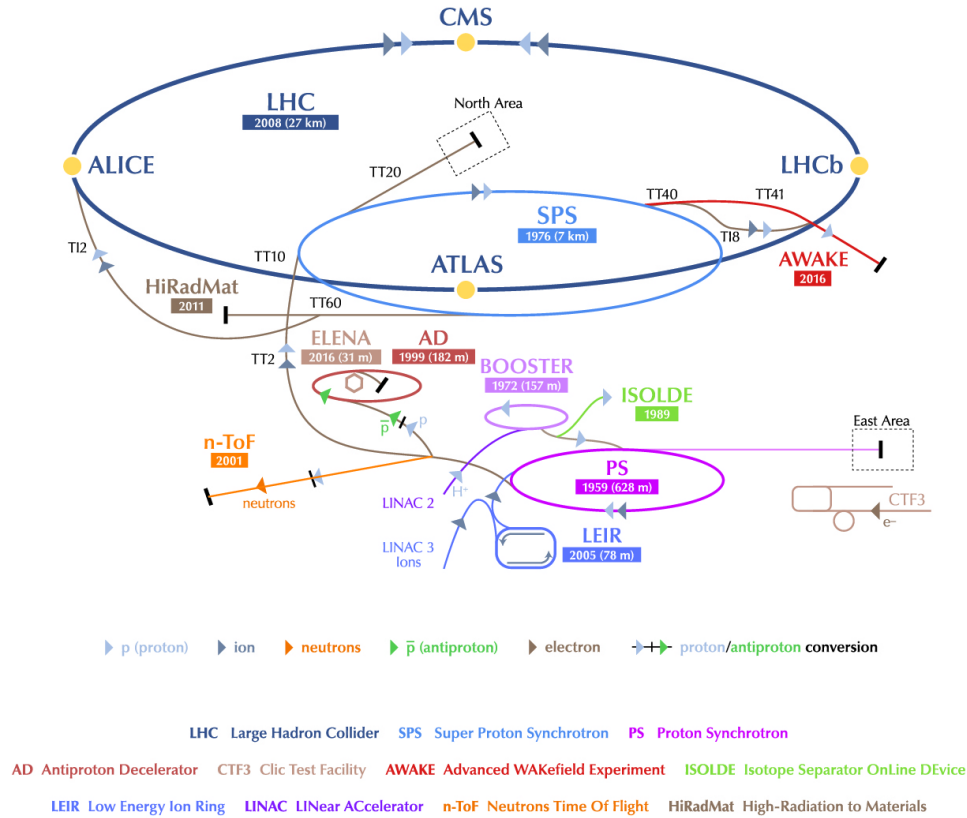 CMS
LHC
2008 (27 km)
North Area
ALICE
TT20
LHCb
TT40
TT41
SPS
1976 (7 km)
TI8
TI2
TT10
ATLAS
AWAKE
2016
HiRadMat
2011
TT60
ELENA
2016 (31 m)
AD
1999 (182 m)
TT2
BOOSTER
1972 (157 m)
ISOLDE
1989
p̅
p
East Area
n-ToF
2001
PS
1959 (628 m)
neutrons
LINAC 2
H⁺
CTF3
e–
LINAC 3
Ions
LEIR
2005 (78 m)
p (proton) ion neutrons p̅ (antiproton) electron proton/antiproton conversion
LHC Large Hadron Collider SPS Super Proton Synchrotron PS Proton Synchrotron
AD Antiproton Decelerator CTF3 Clic Test Facility AWAKE Advanced WAKefield Experiment ISOLDE Isotope Separator OnLine DEvice
LEIR Low Energy Ion Ring LINAC LINear ACcelerator n-ToF Neutrons Time Of Flight HiRadMat High-Radiation to Materials